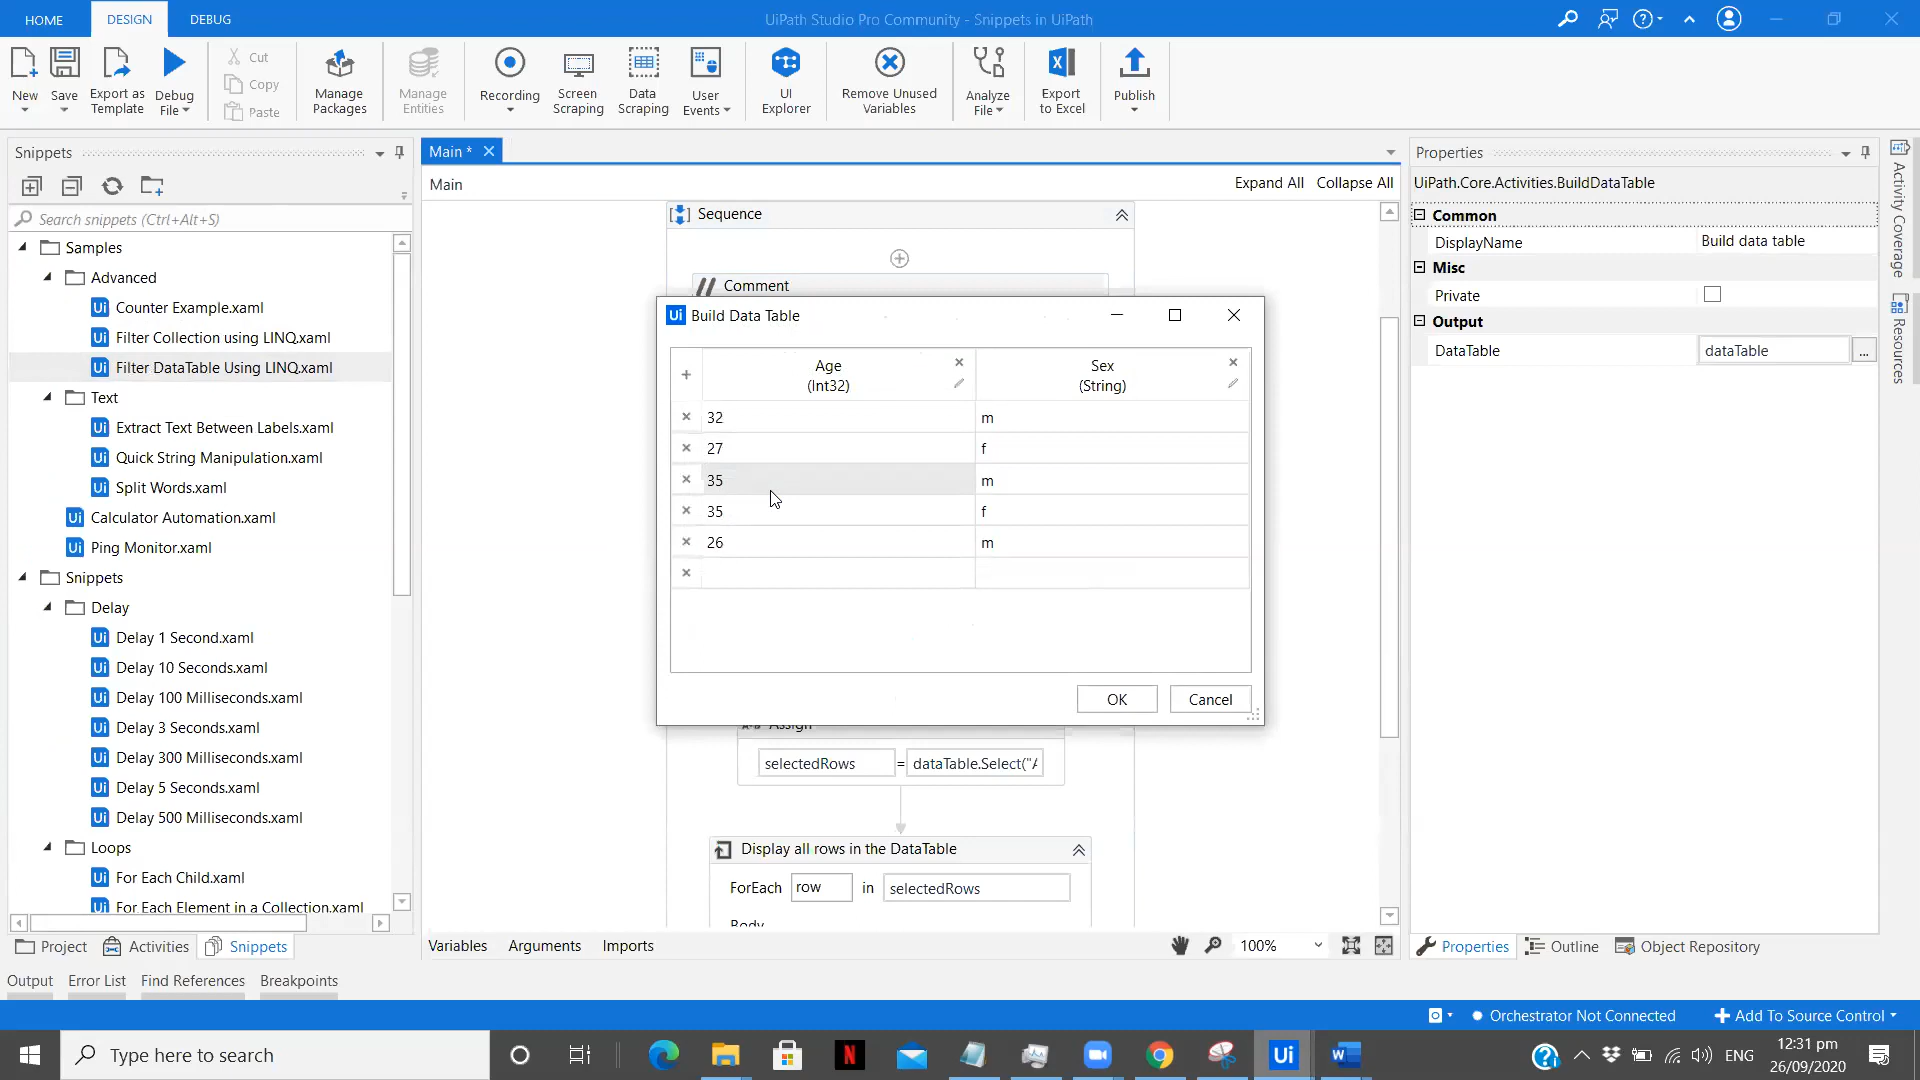 HOME
DESIGN
DEBUG
UiPath Studio Pro Community - Snippets in UiPath
New
Save
Export as Template
Debug File
Cut
Copy
Paste
Manage Packages
Manage Entities
Recording
Screen Scraping
Data Scraping
User Events
UI Explorer
Remove Unused Variables
Analyze File
Export to Excel
Publish
Snippets
Search snippets (Ctrl+Alt+S)
Samples
Advanced
Counter Example.xaml
Filter Collection using LINQ.xaml
Filter DataTable Using LINQ.xaml
Text
Extract Text Between Labels.xaml
Quick String Manipulation.xaml
Split Words.xaml
Calculator Automation.xaml
Ping Monitor.xaml
Snippets
Delay
Delay 1 Second.xaml
Delay 10 Seconds.xaml
Delay 100 Milliseconds.xaml
Delay 3 Seconds.xaml
Delay 300 Milliseconds.xaml
Delay 5 Seconds.xaml
Delay 500 Milliseconds.xaml
Loops
For Each Child.xaml
For Each Element in a Collection.xaml
Project
Activities
Snippets
Main *
Main
Expand All
Collapse All
Sequence
// Comment
Ui Build Data Table
Age (Int32)
Sex (String)
32 m
27 f
35 m
35 f
26 m
OK
Cancel
Assign
selectedRows = dataTable.Select("A
Display all rows in the DataTable
ForEach row in selectedRows
Body
Variables
Arguments
Imports
100%
Properties
UiPath.Core.Activities.BuildDataTable
Common
DisplayName Build data table
Misc
Private
Output
DataTable dataTable ...
Activity Coverage
Resources
Properties
Outline
Object Repository
Output
Error List
Find References
Breakpoints
Orchestrator Not Connected
Add To Source Control
Type here to search
ENG
12:31 pm
26/09/2020